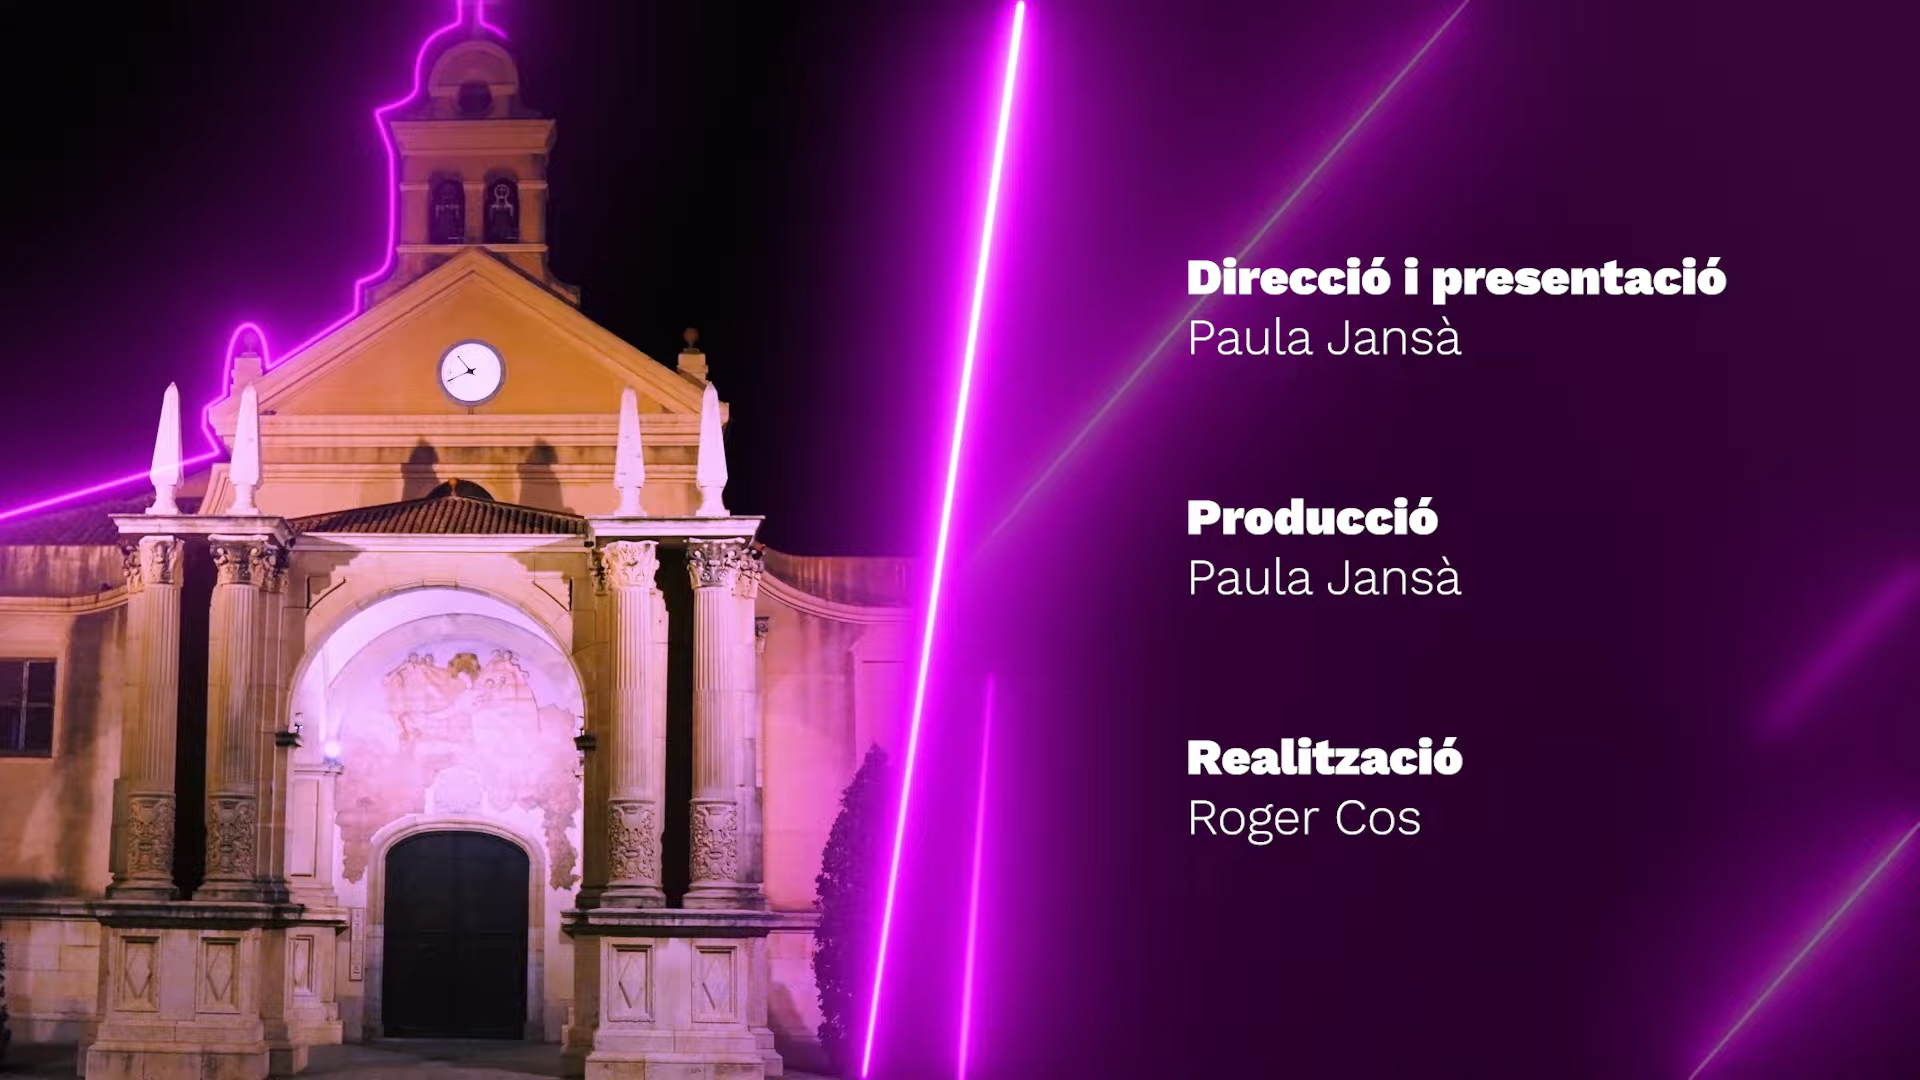 Direcció i presentació
Paula Jansà
Producció
Paula Jansà
Realització
Roger Cos